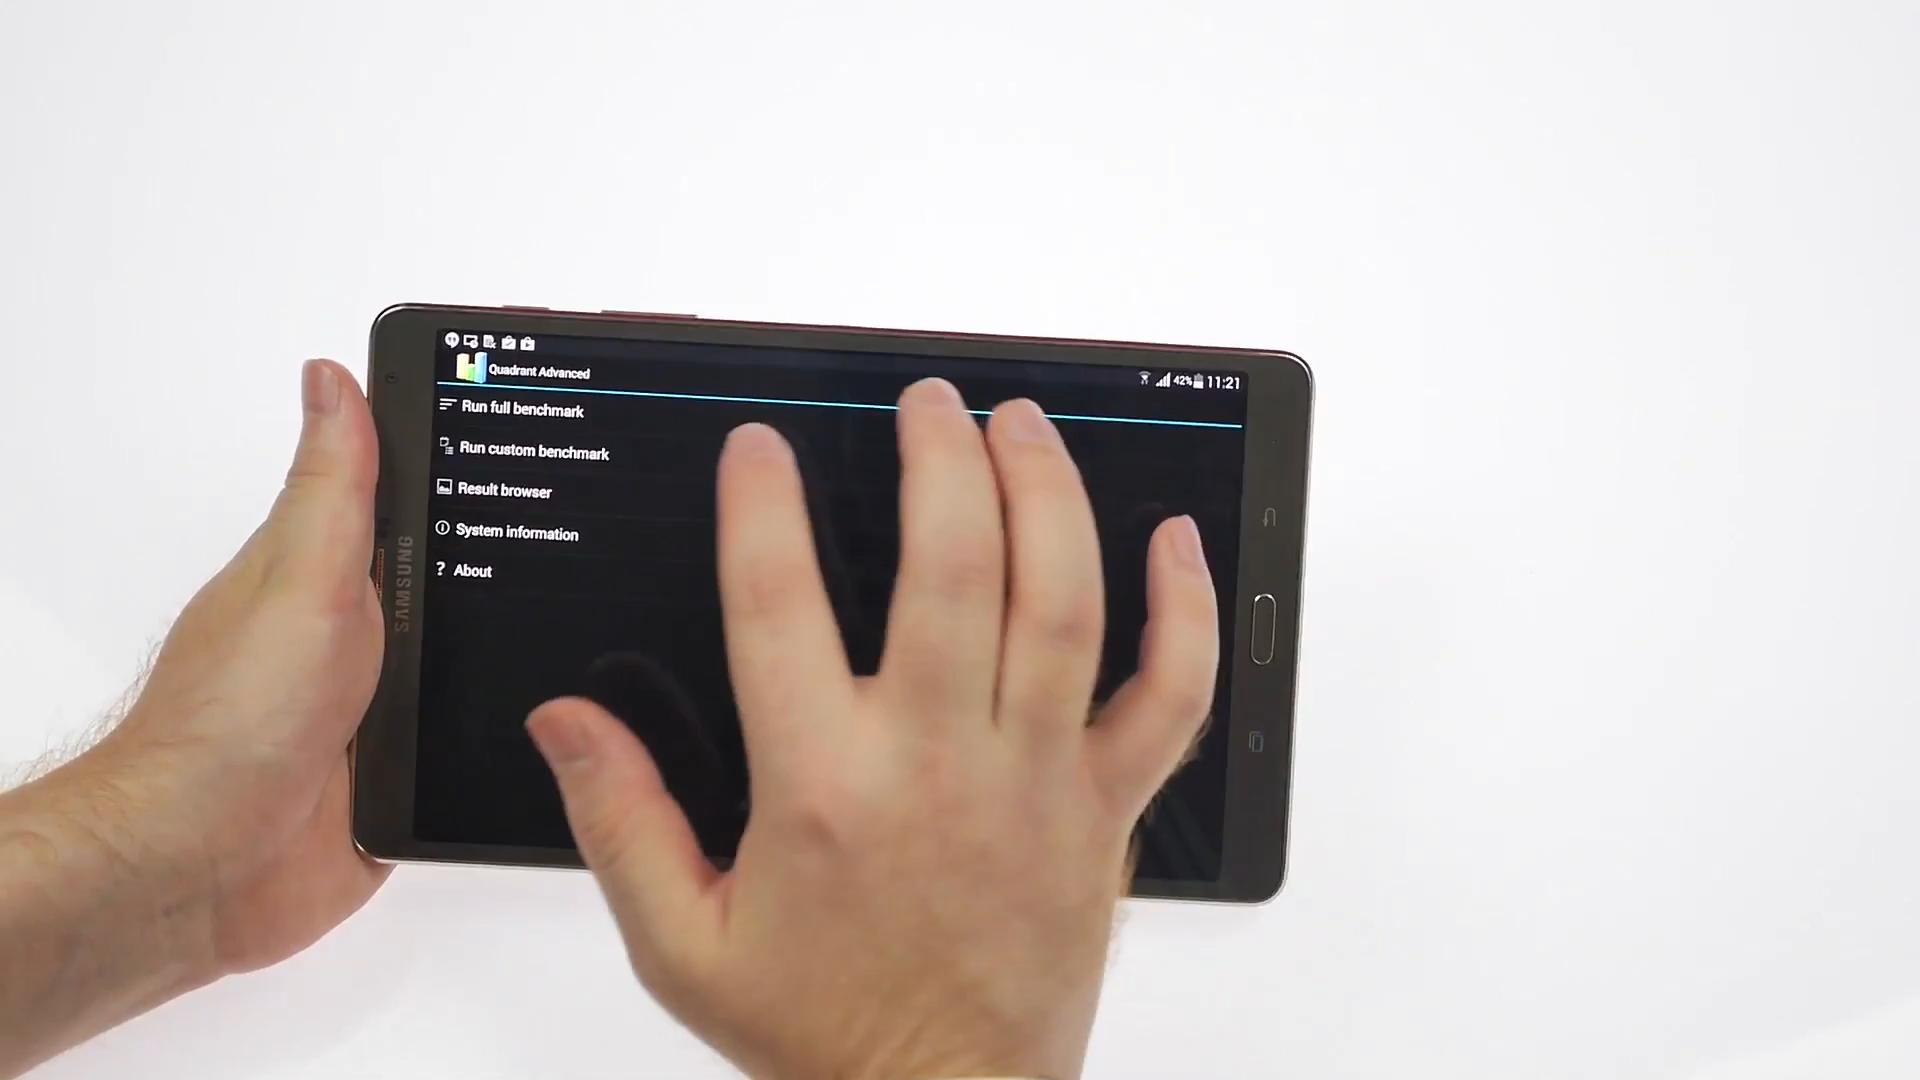 Quadrant Advanced
42% 11:21
Run full benchmark
Run custom benchmark
Result browser
System information
? About
SAMSUNG